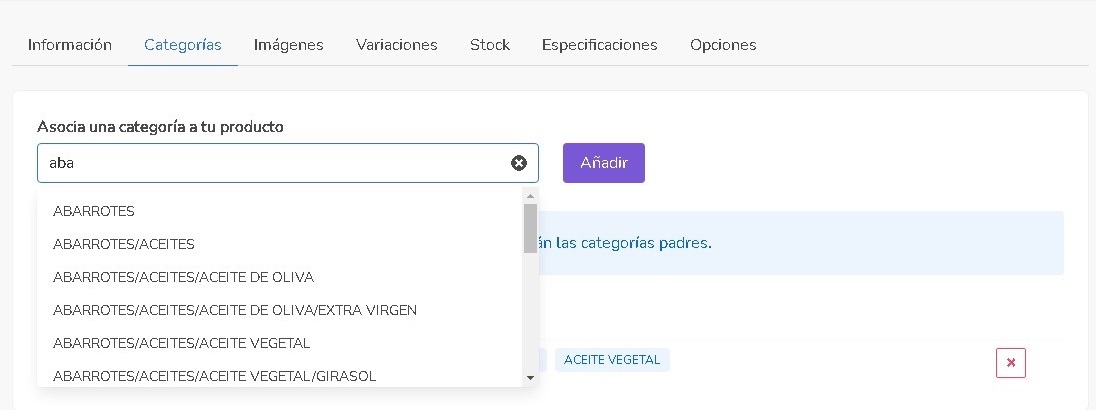 Información Categorías Imágenes Variaciones Stock Especificaciones Opciones
Asocia una categoría a tu producto
aba
Añadir
ABARROTES
ABARROTES/ACEITES
las categorías padres.
ABARROTES/ACEITES/ACEITE DE OLIVA
ABARROTES/ACEITES/ACEITE DE OLIVA/EXTRA VIRGEN
ABARROTES/ACEITES/ACEITE VEGETAL
ACEITE VEGETAL
ABARROTES/ACEITES/ACEITE VEGETAL/GIRASOL